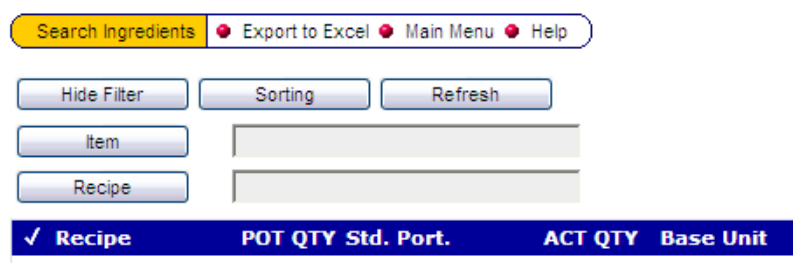 Search Ingredients Export to Excel Main Menu Help
Hide Filter Sorting Refresh
Item
Recipe
✓ Recipe POT QTY Std. Port. ACT QTY Base Unit